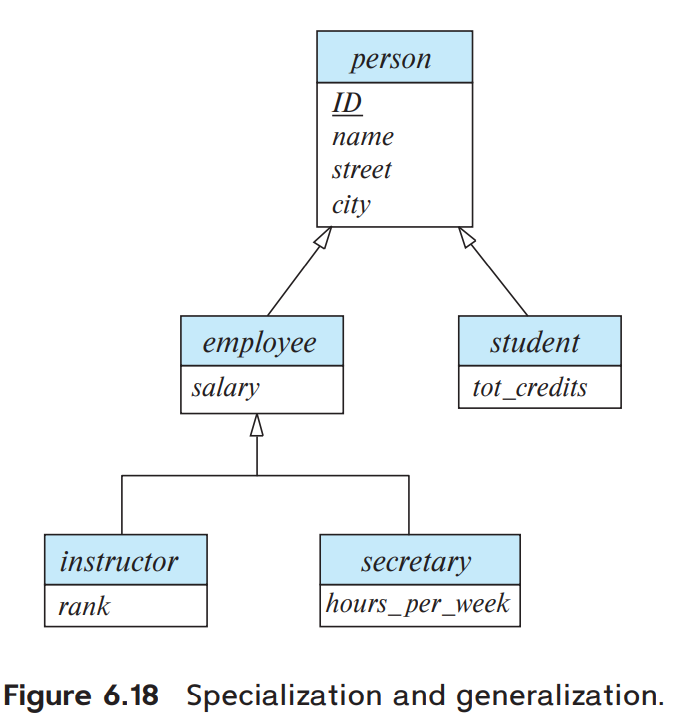 person
ID
name
street
city
employee
salary
student
tot_credits
instructor
rank
secretary
hours_per_week
Figure 6.18 Specialization and generalization.